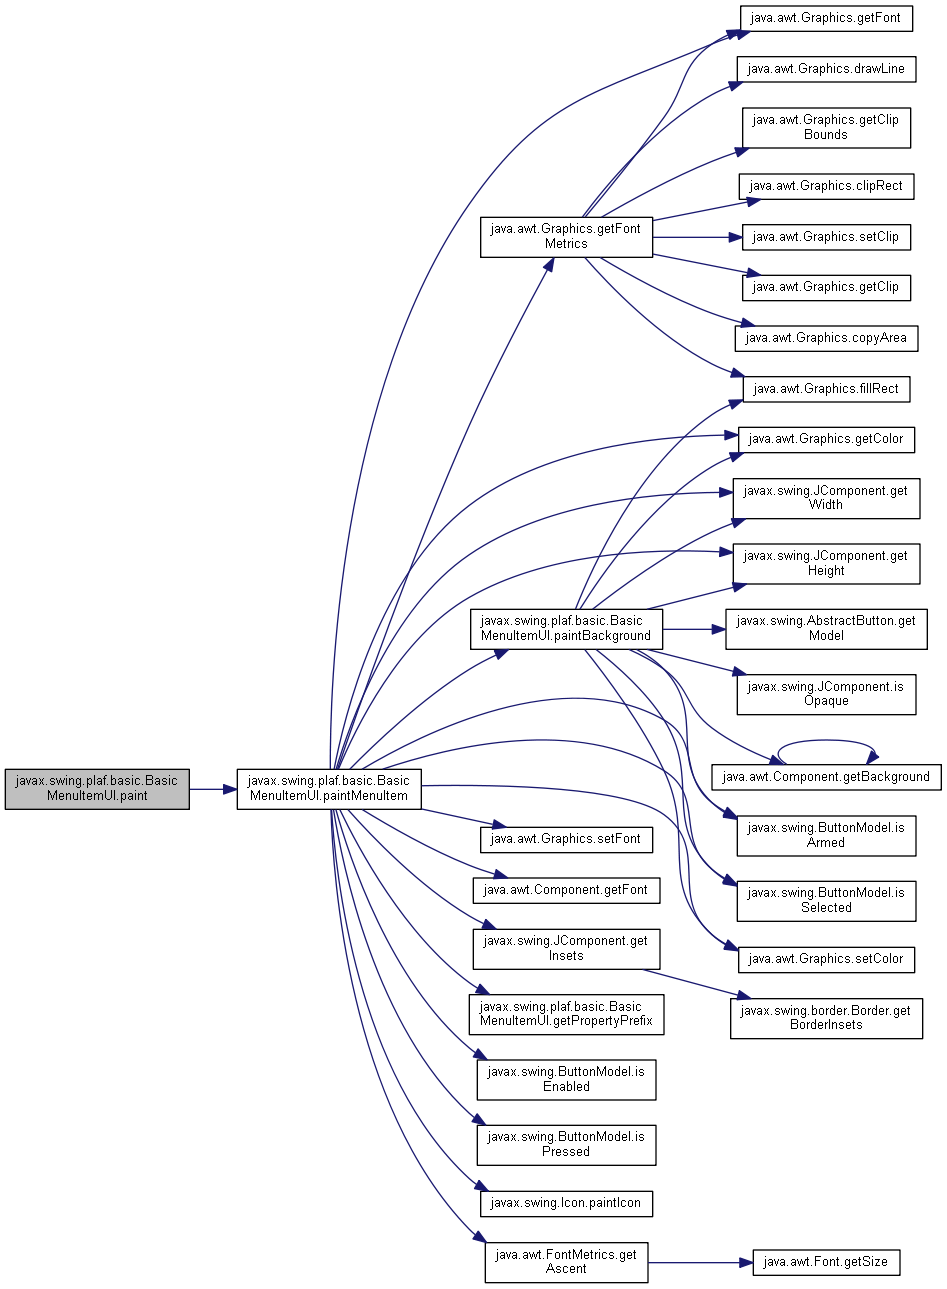 java.awt.Graphics.getFont
java.awt.Graphics.drawLine
java.awt.Graphics.getClip
Bounds
java.awt.Graphics.clipRect
java.awt.Graphics.getFont
Metrics
java.awt.Graphics.setClip
java.awt.Graphics.getClip
java.awt.Graphics.copyArea
java.awt.Graphics.fillRect
java.awt.Graphics.getColor
javax.swing.JComponent.get
Width
javax.swing.JComponent.get
Height
javax.swing.plaf.basic.Basic
MenuItemUI.paintBackground
javax.swing.AbstractButton.get
Model
javax.swing.JComponent.is
Opaque
javax.swing.plaf.basic.Basic
MenuItemUI.paint
javax.swing.plaf.basic.Basic
MenuItemUI.paintMenuItem
java.awt.Component.getBackground
javax.swing.ButtonModel.is
Armed
java.awt.Graphics.setFont
java.awt.Component.getFont
javax.swing.ButtonModel.is
Selected
javax.swing.JComponent.get
Insets
java.awt.Graphics.setColor
javax.swing.plaf.basic.Basic
MenuItemUI.getPropertyPrefix
javax.swing.border.Border.get
BorderInsets
javax.swing.ButtonModel.is
Enabled
javax.swing.ButtonModel.is
Pressed
javax.swing.Icon.paintIcon
java.awt.FontMetrics.get
Ascent
java.awt.Font.getSize